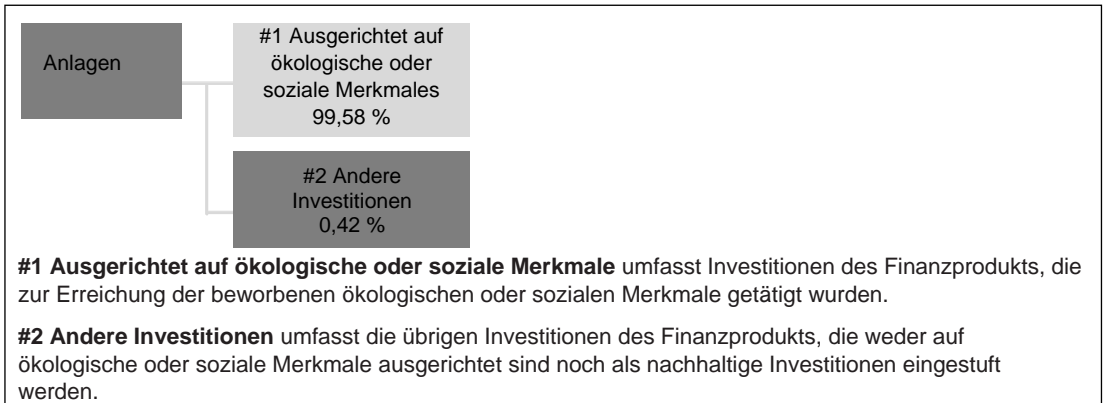 Anlagen
#1 Ausgerichtet auf
ökologische oder
soziale Merkmales
99,58 %
#2 Andere
Investitionen
0,42 %
#1 Ausgerichtet auf ökologische oder soziale Merkmale umfasst Investitionen des Finanzprodukts, die
zur Erreichung der beworbenen ökologischen oder sozialen Merkmale getätigt wurden.
#2 Andere Investitionen umfasst die übrigen Investitionen des Finanzprodukts, die weder auf
ökologische oder soziale Merkmale ausgerichtet sind noch als nachhaltige Investitionen eingestuft
werden.